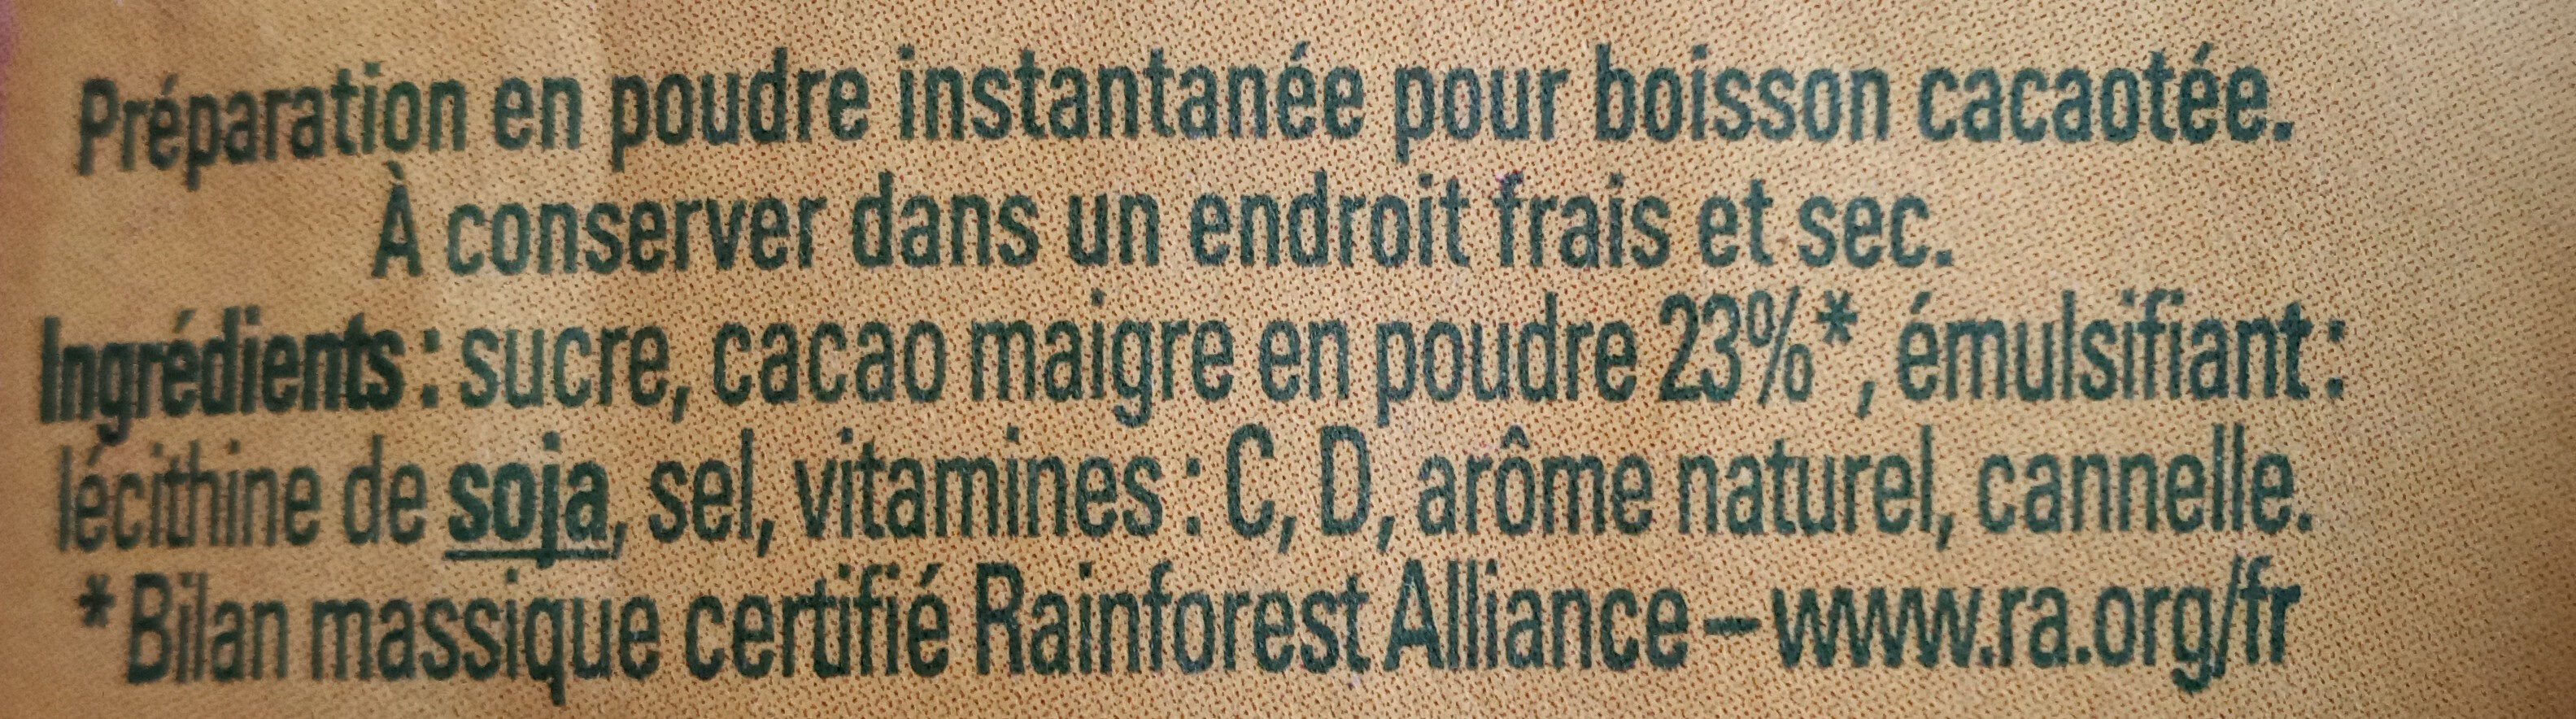 Préparation en poudre instantanée pour boisson cacaotée.
À conserver dans un endroit frais et sec.
Ingrédients : sucre, cacao maigre en poudre 23%*, émulsifiant :
lécithine de soja, sel, vitamines : C, D, arôme naturel, cannelle.
*Bilan massique certifié Rainforest Alliance – www.ra.org/fr